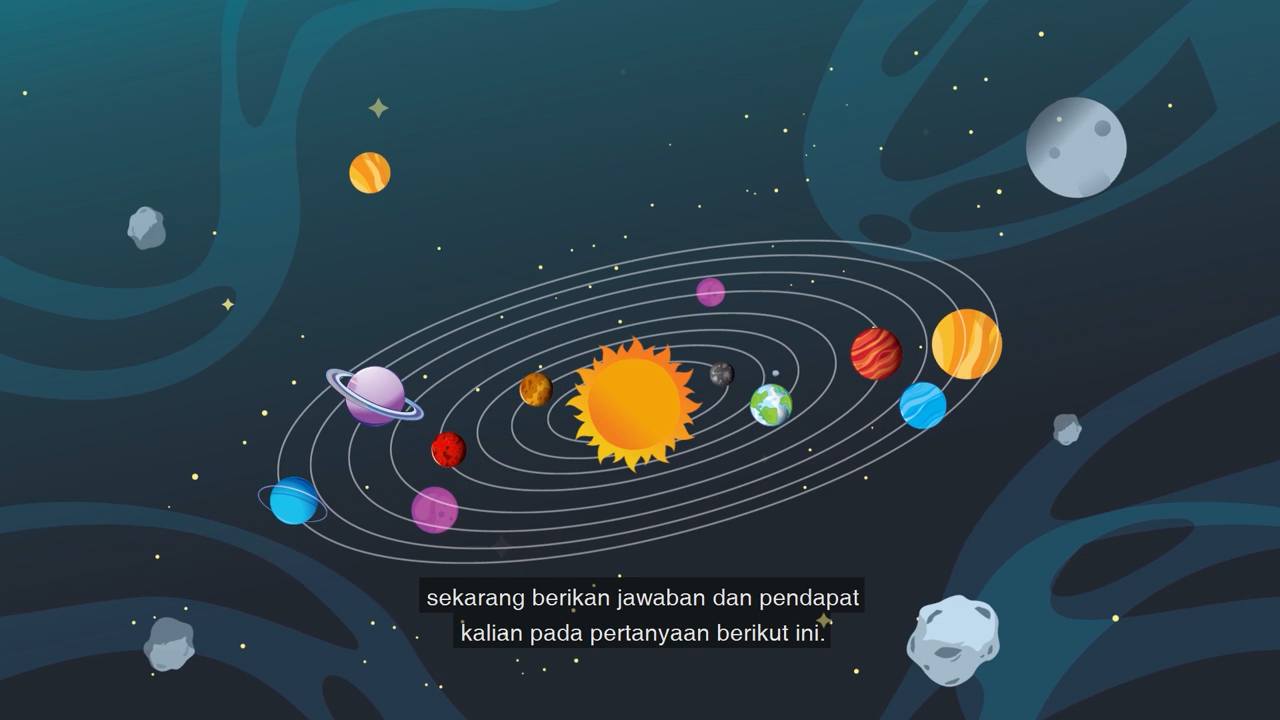 sekarang berikan jawaban dan pendapat
kalian pada pertanyaan berikut ini.